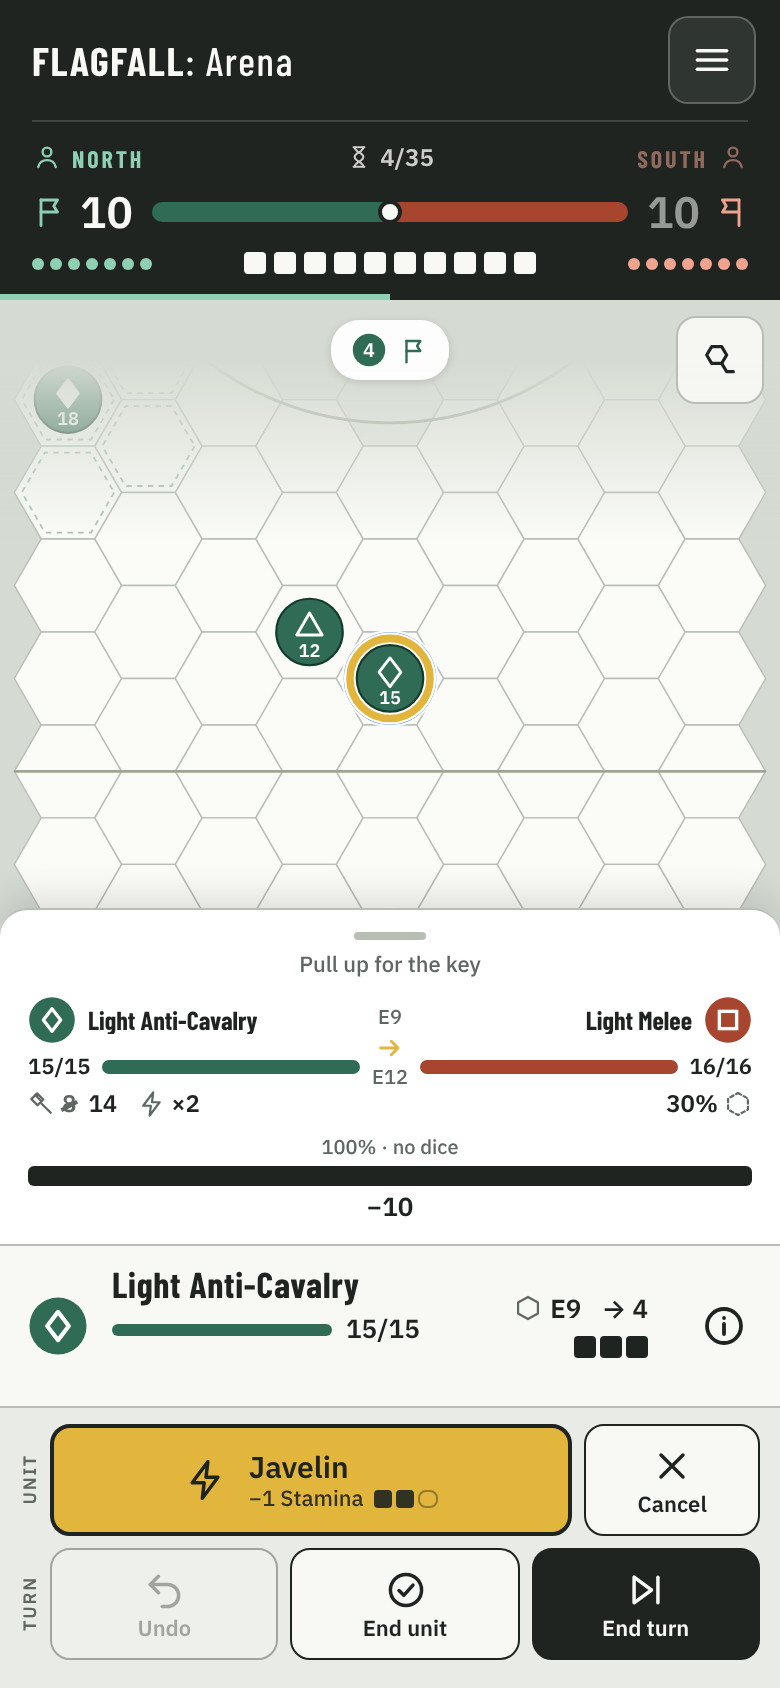 FLAGFALL: Arena
NORTH
4/35
SOUTH
10
10
4
18
12
15
Pull up for the key
Light Anti-Cavalry
E9
Light Melee
15/15
→
E12
16/16
8 14 ×2
30%
100% · no dice
−10
Light Anti-Cavalry
15/15
E9 → 4
UNIT
Javelin
−1 Stamina
Cancel
TURN
Undo
End unit
End turn